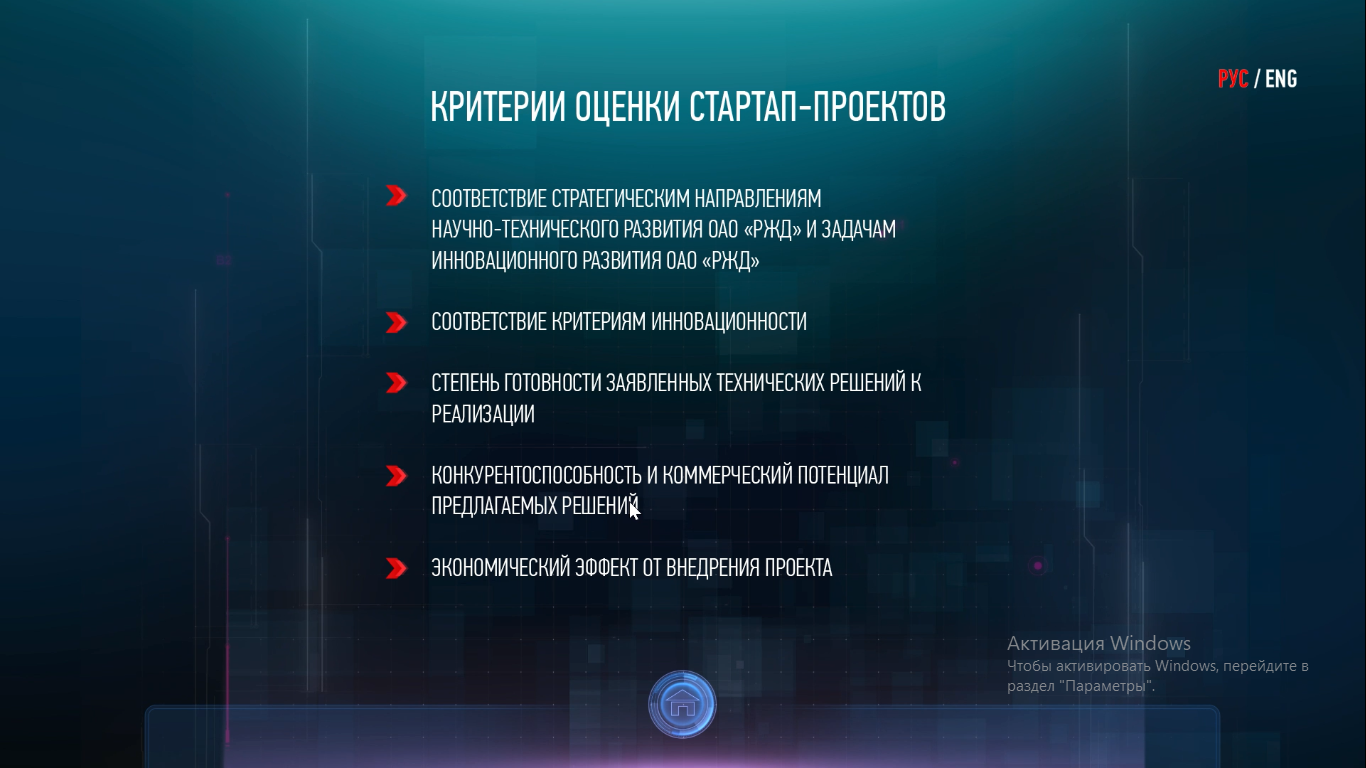 РУС / ENG
КРИТЕРИИ ОЦЕНКИ СТАРТАП-ПРОЕКТОВ
СООТВЕТСТВИЕ СТРАТЕГИЧЕСКИМ НАПРАВЛЕНИЯМ
НАУЧНО-ТЕХНИЧЕСКОГО РАЗВИТИЯ ОАО «РЖД» И ЗАДАЧАМ
ИННОВАЦИОННОГО РАЗВИТИЯ ОАО «РЖД»
СООТВЕТСТВИЕ КРИТЕРИЯМ ИННОВАЦИОННОСТИ
СТЕПЕНЬ ГОТОВНОСТИ ЗАЯВЛЕННЫХ ТЕХНИЧЕСКИХ РЕШЕНИЙ К
РЕАЛИЗАЦИИ
КОНКУРЕНТОСПОСОБНОСТЬ И КОММЕРЧЕСКИЙ ПОТЕНЦИАЛ
ПРЕДЛАГАЕМЫХ РЕШЕНИЙ
ЭКОНОМИЧЕСКИЙ ЭФФЕКТ ОТ ВНЕДРЕНИЯ ПРОЕКТА
Активация Windows
Чтобы активировать Windows, перейдите в
раздел "Параметры".